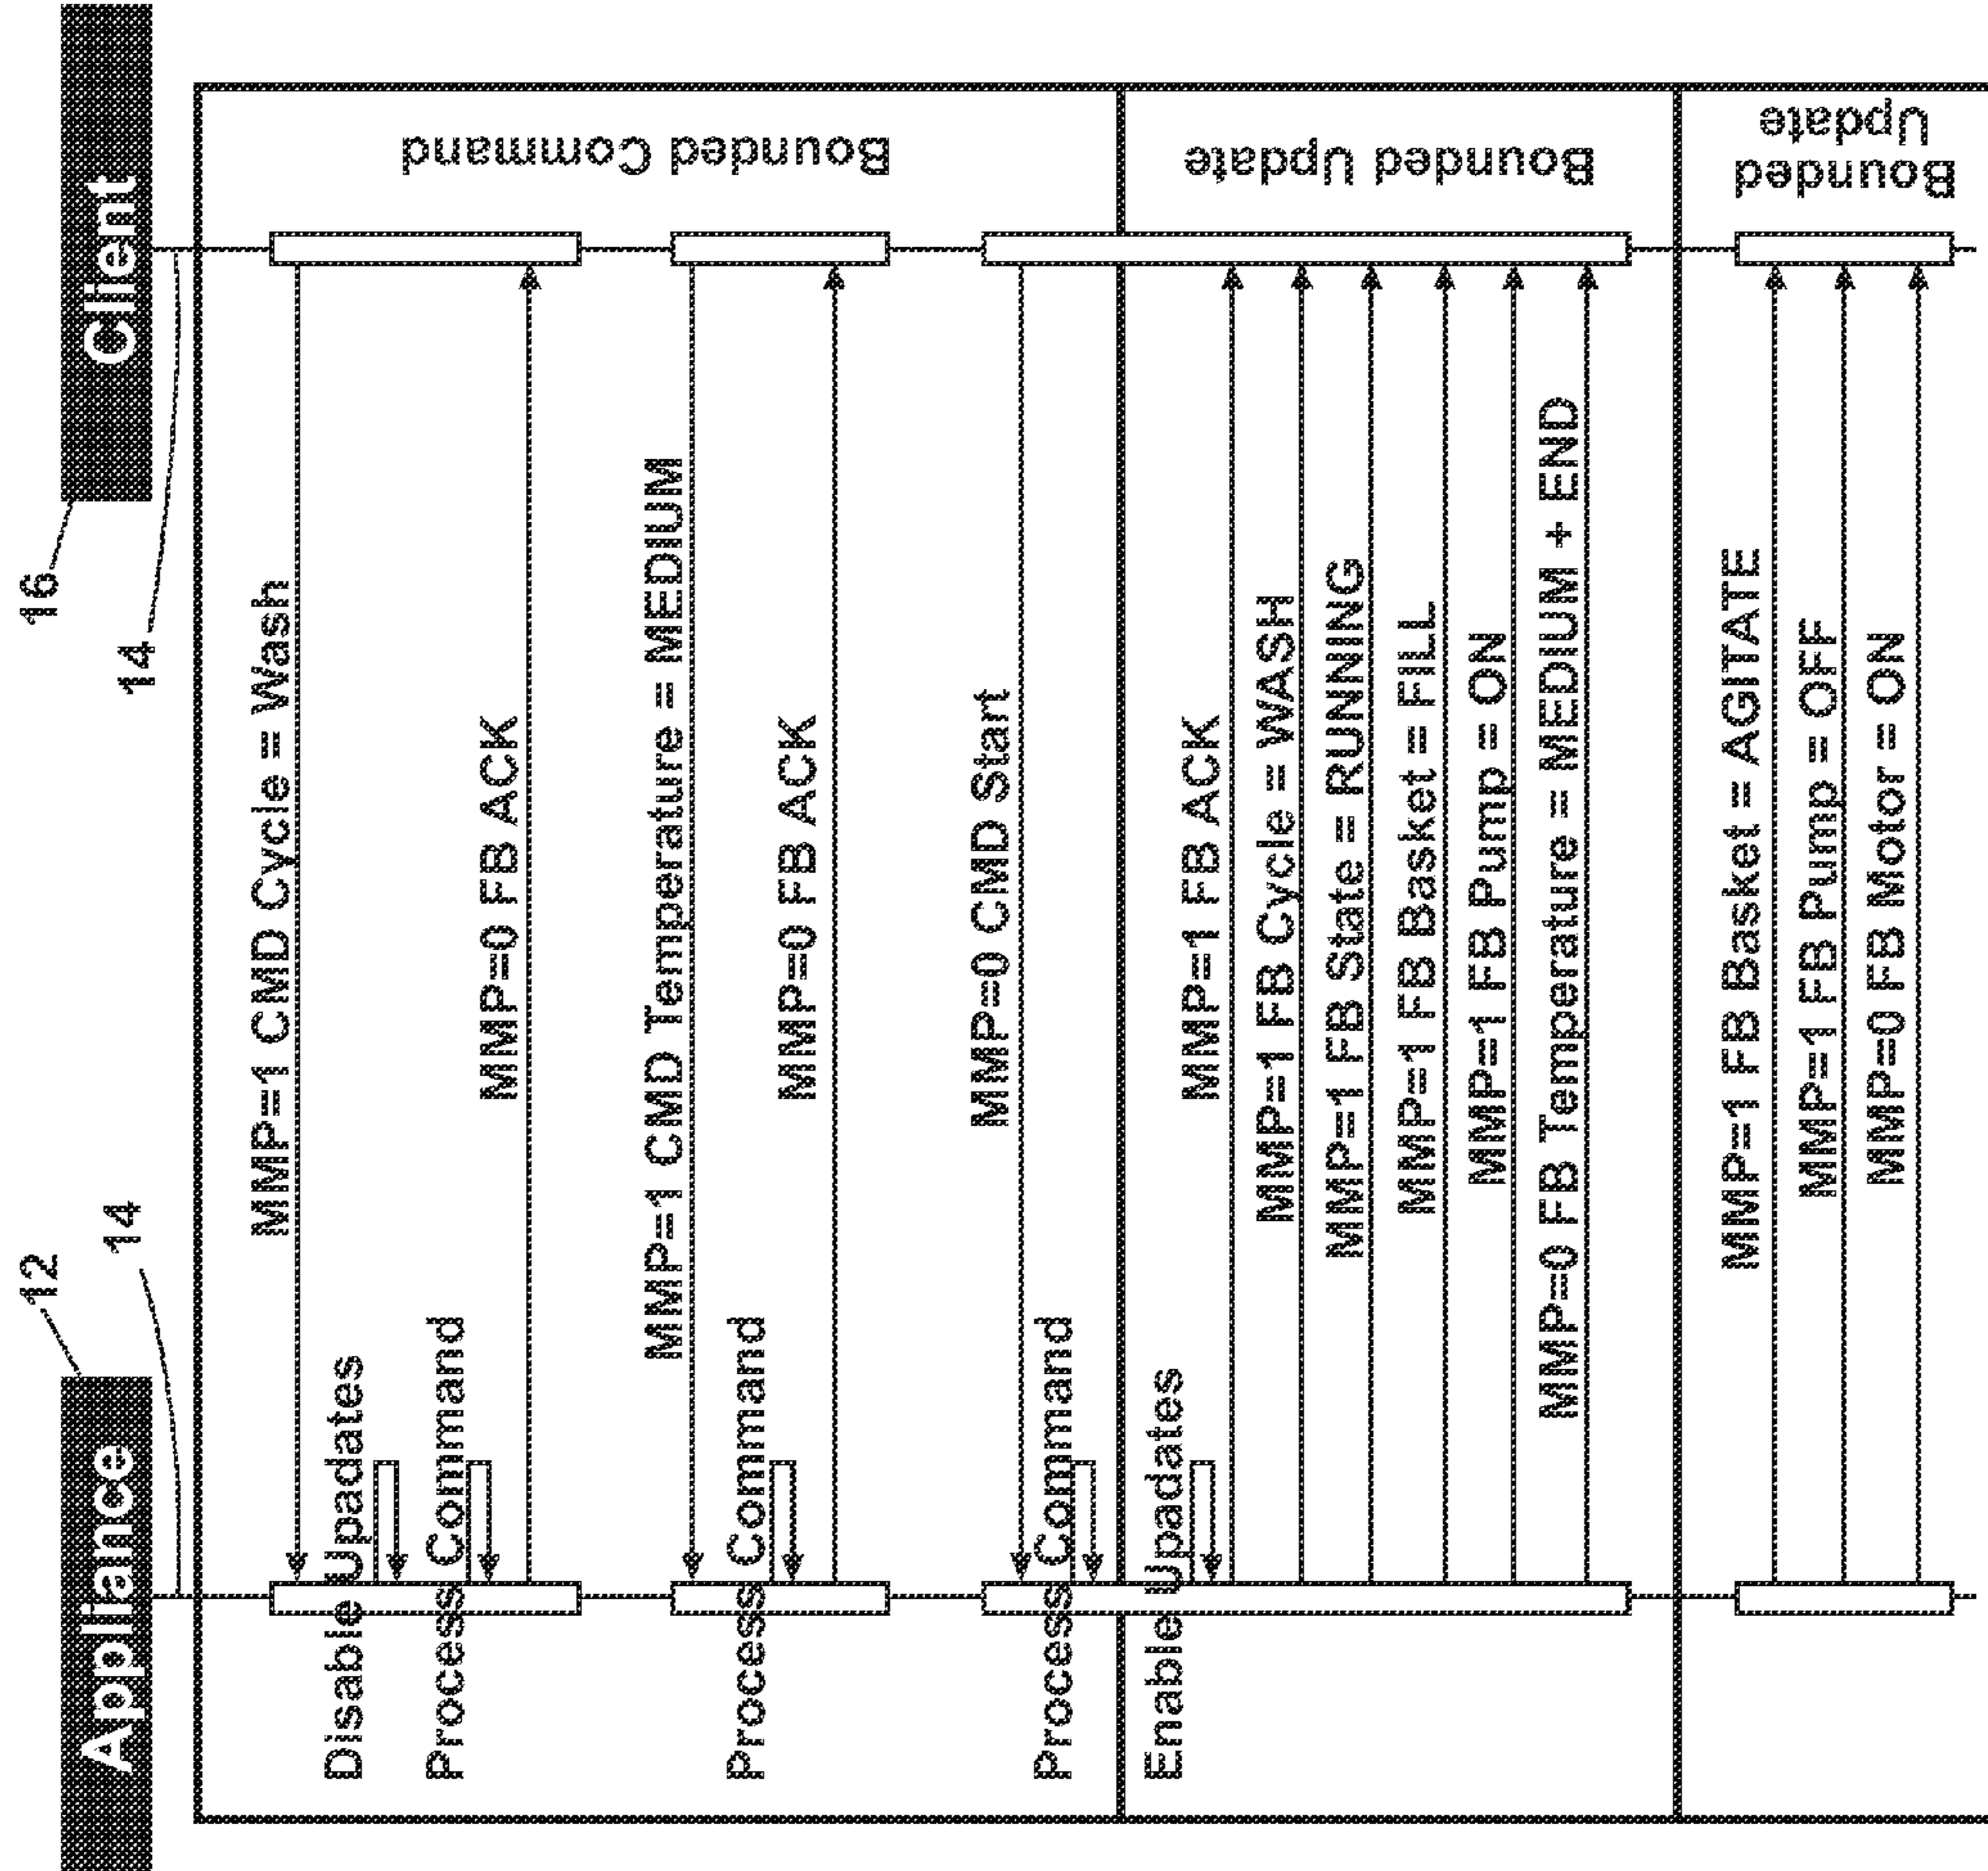 Appliance
12
14
16
14
Client
MMP=1 CMD Cycle = Wash
Disable Upadates
Process Command
MMP=0 FB ACK
MMP=1 CMD Temperature = MEDIUM
Process Command
MMP=0 FB ACK
MMP=0 CMD Start
Process Command
Bounded Command
Enable Upadates
MMP=1 FB ACK
MMP=1 FB Cycle = WASH
MMP=1 FB State = RUNNING
MMP=1 FB Basket = FILL
MMP=1 FB Pump = ON
MMP=0 FB Temperature = MEDIUM + END
Bounded Update
MMP=1 FB Basket = AGITATE
MMP=1 FB Pump = OFF
MMP=0 FB Motor = ON
Bounded
Update